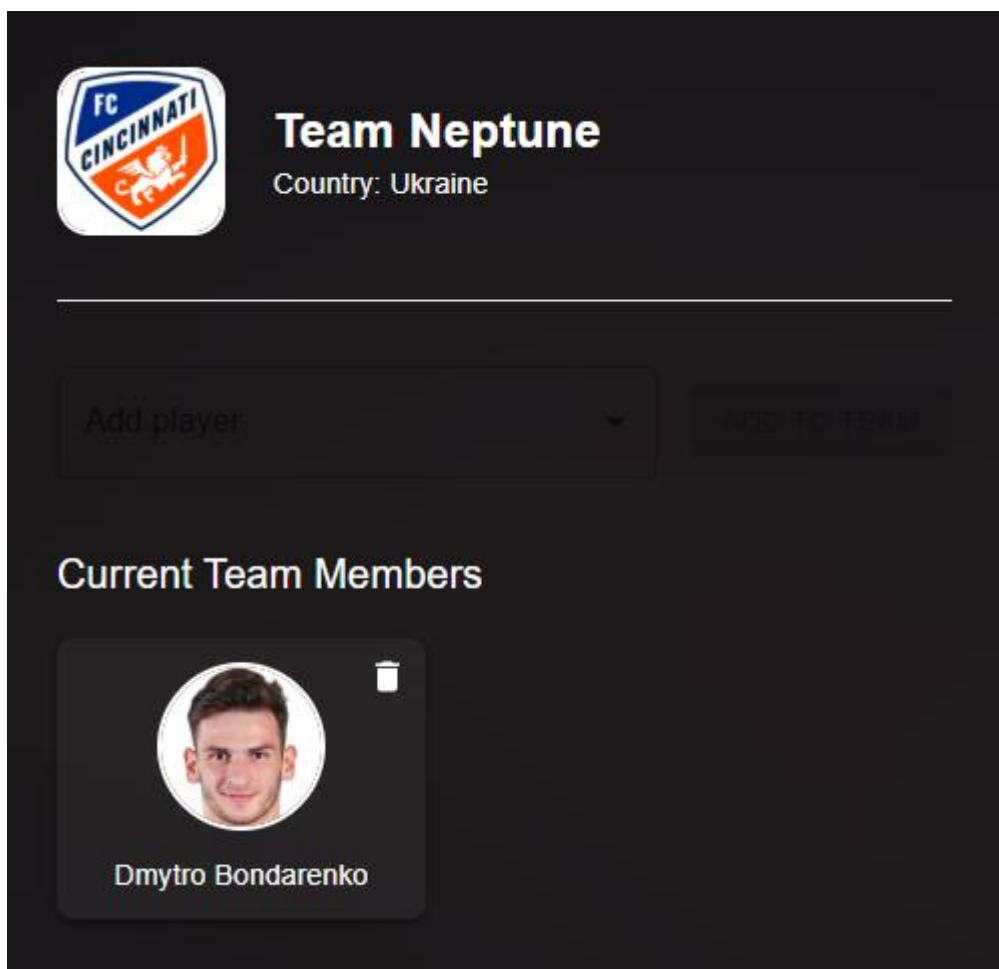 FC
CINCINNATI
Team Neptune
Country: Ukraine
Add player
ADD TO TEAM
Current Team Members
Dmytro Bondarenko